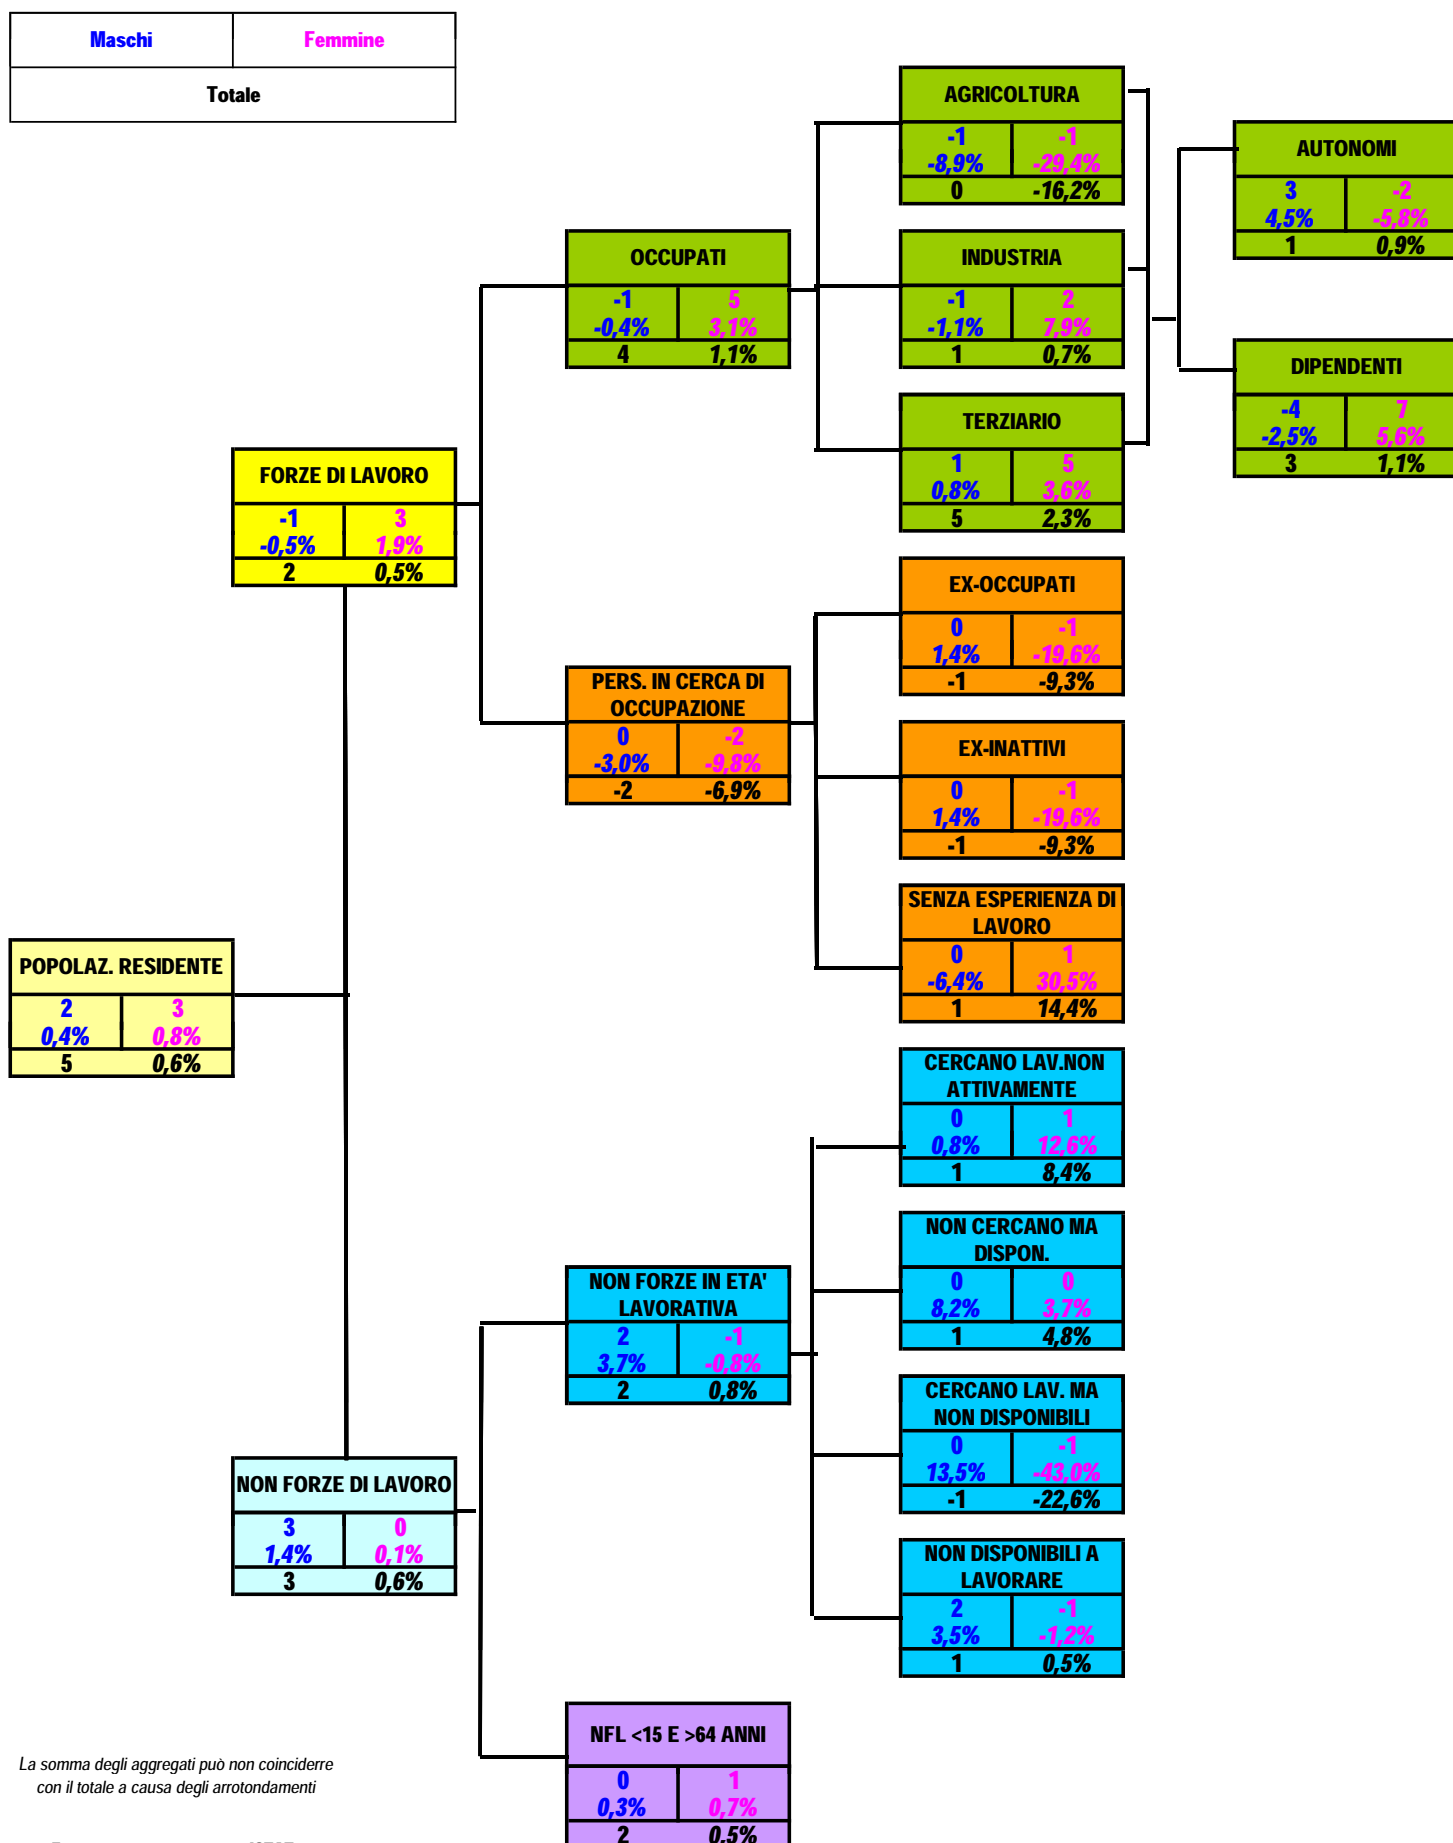 Maschi Femmine
Totale
AGRICOLTURA
-1 -1
-8,9% -29,4%
0 -16,2%
AUTONOMI
3 -2
4,5% -5,8%
1 0,9%
OCCUPATI
-1 5
-0,4% 3,1%
4 1,1%
INDUSTRIA
-1 2
-1,1% 7,9%
1 0,7%
DIPENDENTI
-4 7
-2,5% 5,6%
3 1,1%
TERZIARIO
1 5
0,8% 3,6%
5 2,3%
FORZE DI LAVORO
-1 3
-0,5% 1,9%
2 0,5%
EX-OCCUPATI
0 -1
1,4% -19,6%
-1 -9,3%
PERS. IN CERCA DI
OCCUPAZIONE
0 -2
-3,0% -9,8%
-2 -6,9%
EX-INATTIVI
0 -1
1,4% -19,6%
-1 -9,3%
SENZA ESPERIENZA DI
LAVORO
0 1
-6,4% 30,5%
1 14,4%
POPOLAZ. RESIDENTE
2 3
0,4% 0,8%
5 0,6%
CERCANO LAV.NON
ATTIVAMENTE
0 1
0,8% 12,6%
1 8,4%
NON CERCANO MA
DISPON.
0 0
8,2% 3,7%
1 4,8%
NON FORZE IN ETA'
LAVORATIVA
2 -1
3,7% -0,8%
2 0,8%
CERCANO LAV. MA
NON DISPONIBILI
0 -1
13,5% -43,0%
-1 -22,6%
NON FORZE DI LAVORO
3 0
1,4% 0,1%
3 0,6%
NON DISPONIBILI A
LAVORARE
2 -1
3,5% -1,2%
1 0,5%
NFL <15 E >64 ANNI
0 1
0,3% 0,7%
2 0,5%
La somma degli aggregati può non coinciderre
con il totale a causa degli arrotondamenti